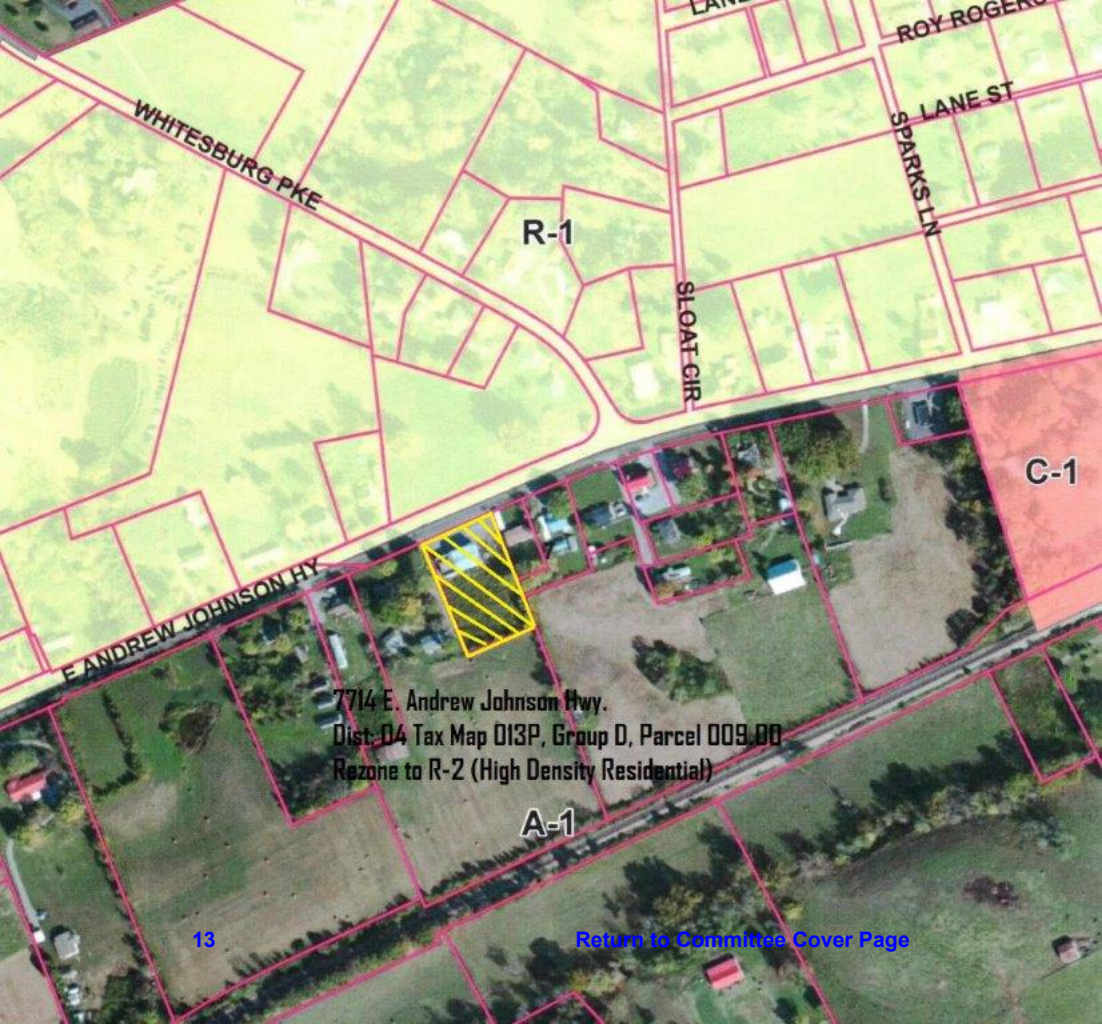 LANE
ROY ROGERS
LANE ST
WHITESBURG PKE
SPARKS LN
R-1
SLOAT CIR
C-1
E ANDREW JOHNSON HY
7714 E. Andrew Johnson Hwy.
Dist: 04 Tax Map 013P, Group D, Parcel 009.00
Rezone to R-2 (High Density Residential)
A-1
13
Return to Committee Cover Page